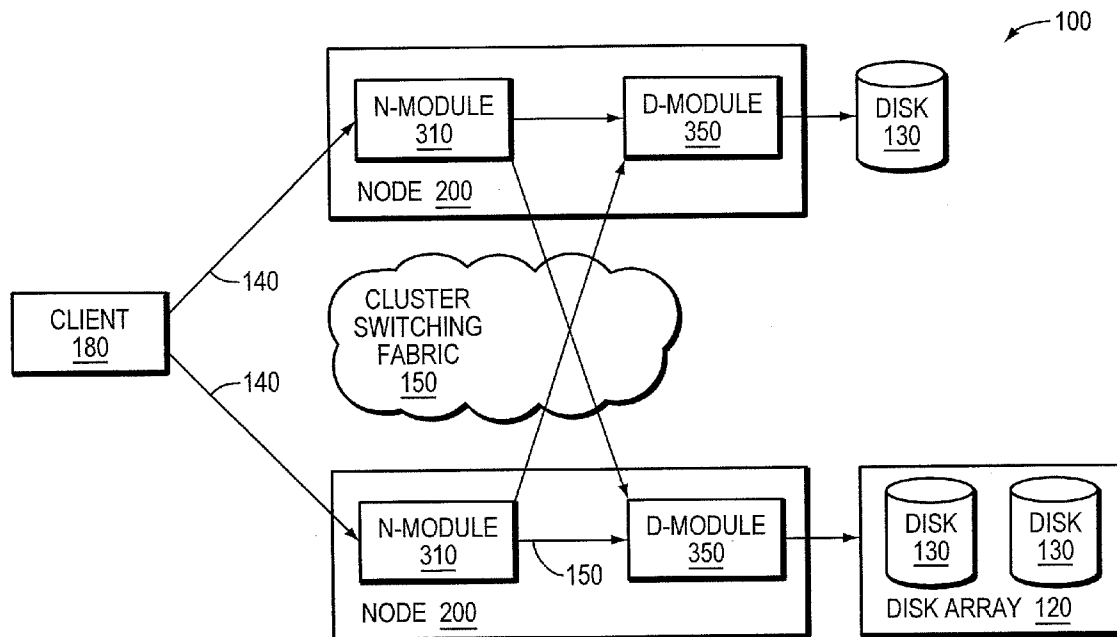 100
N-MODULE
310
D-MODULE
350
DISK
130
NODE 200
140
CLUSTER
SWITCHING
FABRIC
150
CLIENT
180
140
N-MODULE
310
150
D-MODULE
350
NODE 200
DISK
130
DISK
130
DISK ARRAY 120